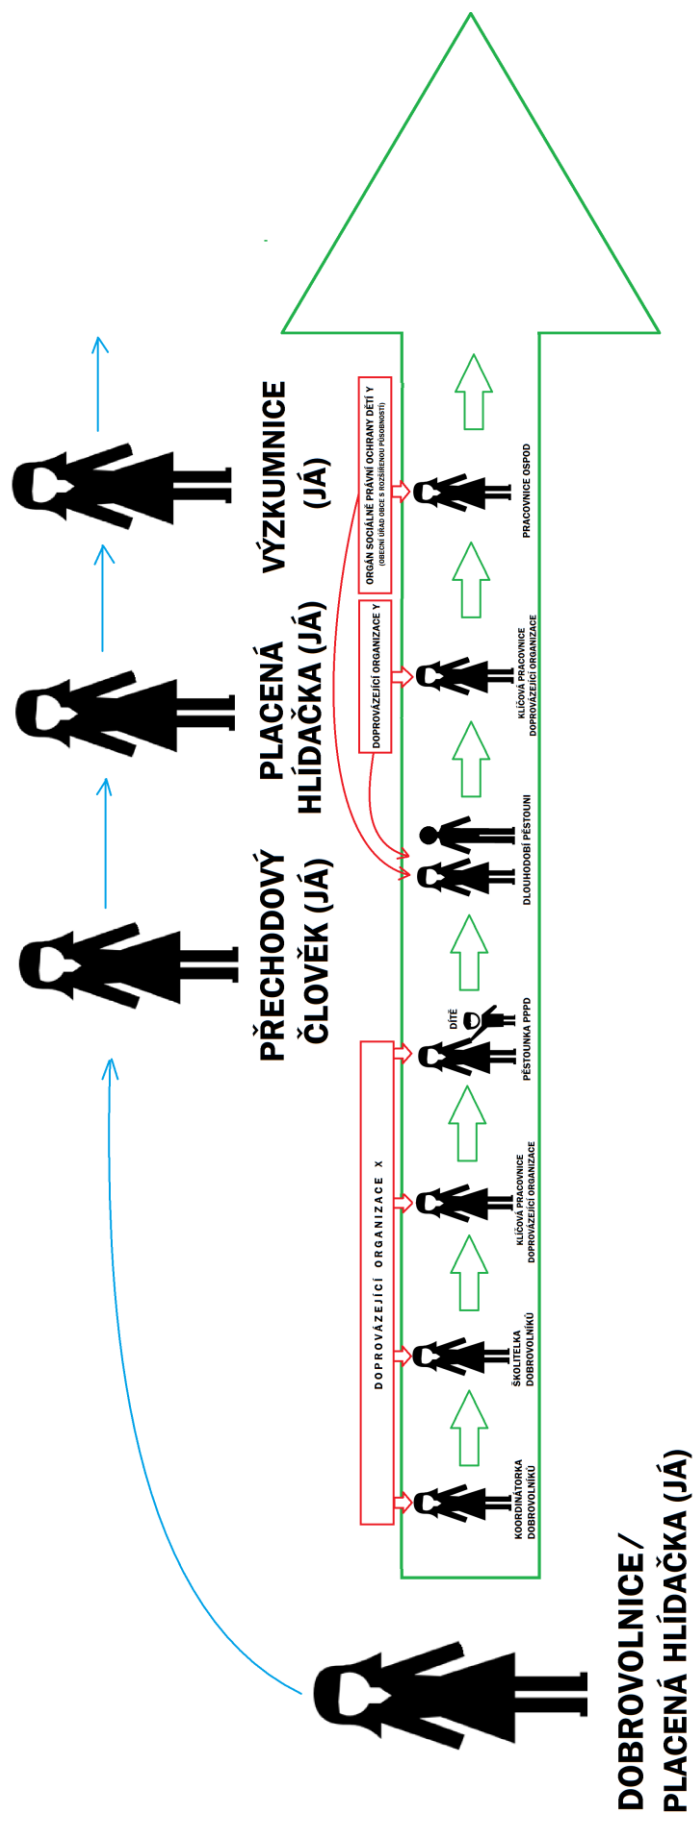 PŘECHODOVÝ
ČLOVĚK (JÁ)
PLACENÁ
HLÍDAČKA (JÁ)
VÝZKUMNICE
(JÁ)
DOPROVÁZEJÍCÍ ORGANIZACE X
DOPROVÁZEJÍCÍ ORGANIZACE Y
ORGÁN SOCIÁLNĚ PRÁVNÍ OCHRANY DĚTÍ Y
(OBECNÍ ÚŘAD OBCE S ROZŠÍŘENOU PŮSOBNOSTÍ)
DÍTĚ
KOORDINÁTORKA
DOBROVOLNÍKŮ
ŠKOLITELKA
DOBROVOLNÍKŮ
KLÍČOVÁ PRACOVNICE
DOPROVÁZEJÍCÍ ORGANIZACE
PĚSTOUNKA PPPD
DLOUHODOBÍ PĚSTOUNI
KLÍČOVÁ PRACOVNICE
DOPROVÁZEJÍCÍ ORGANIZACE
PRACOVNICE OSPOD
DOBROVOLNICE/
PLACENÁ HLÍDAČKA (JÁ)